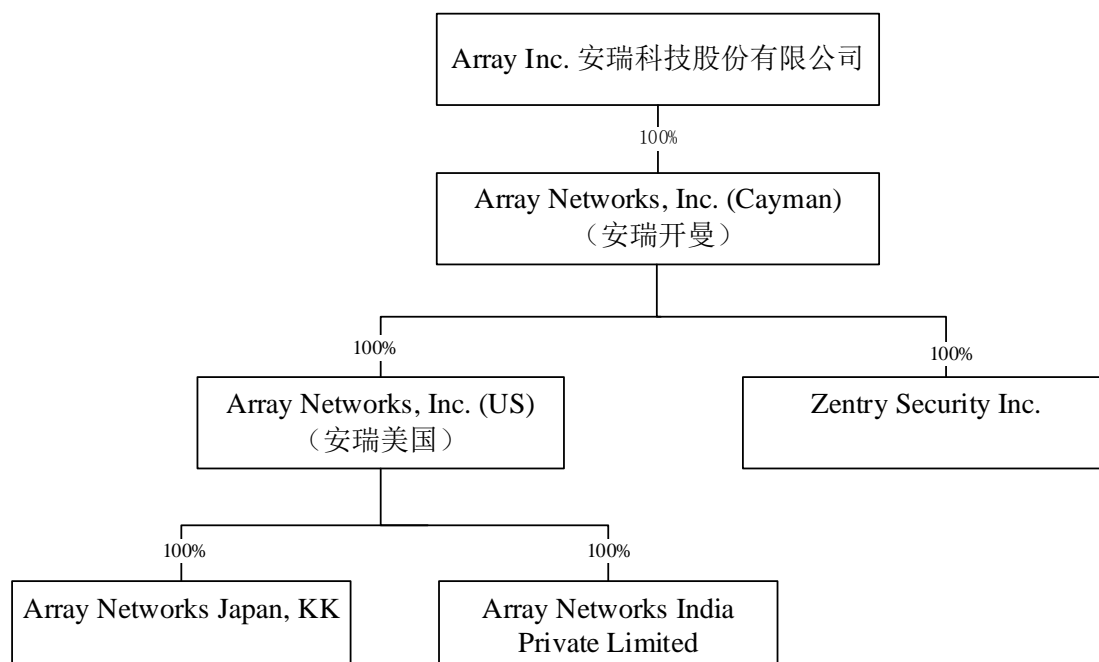 Array Inc. 安瑞科技股份有限公司
100%
Array Networks, Inc. (Cayman)
（安瑞开曼）
100%
100%
Array Networks, Inc. (US)
（安瑞美国）
Zentry Security Inc.
100%
100%
Array Networks Japan, KK
Array Networks India
Private Limited